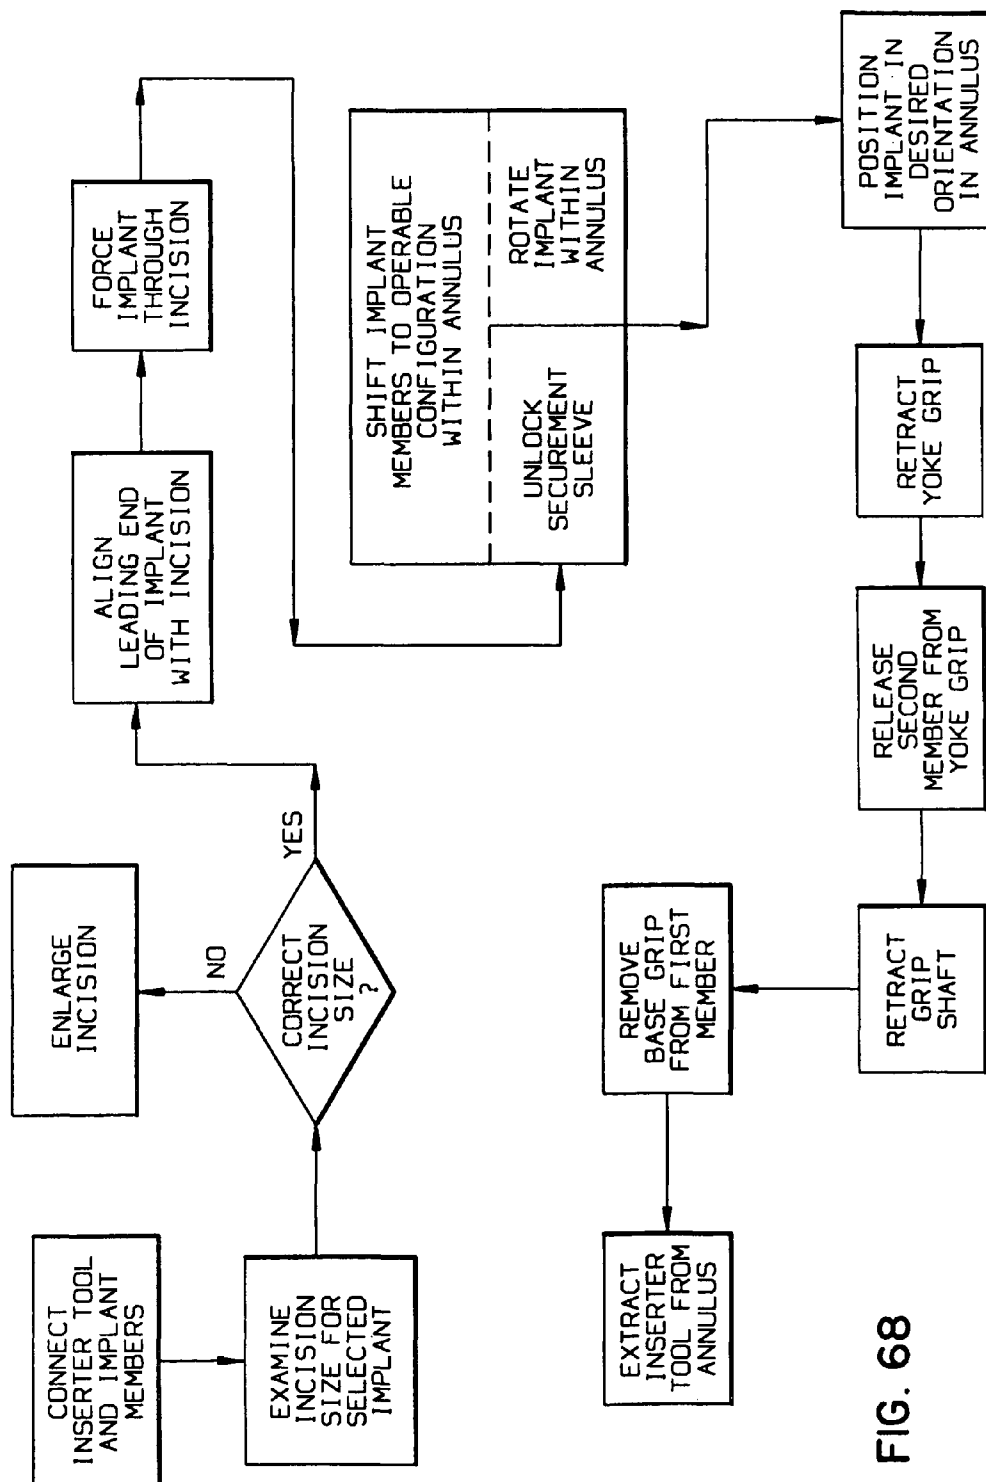 CONNECT
INSERTER TOOL
AND IMPLANT
MEMBERS
EXAMINE
INCISION
SIZE FOR
SELECTED
IMPLANT
CORRECT
INCISION
SIZE
?
NO
ENLARGE
INCISION
YES
ALIGN
LEADING END
OF IMPLANT
WITH INCISION
FORCE
IMPLANT
THROUGH
INCISION
SHIFT IMPLANT
MEMBERS TO OPERABLE
CONFIGURATION
WITHIN ANNULUS
UNLOCK
SECUREMENT
SLEEVE
ROTATE
IMPLANT
WITHIN
ANNULUS
POSITION
IMPLANT IN
DESIRED
ORIENTATION
IN ANNULUS
RETRACT
YOKE GRIP
RELEASE
SECOND
MEMBER FROM
YOKE GRIP
RETRACT
GRIP
SHAFT
REMOVE
BASE GRIP
FROM FIRST
MEMBER
EXTRACT
INSERTER
TOOL FROM
ANNULUS
FIG. 68